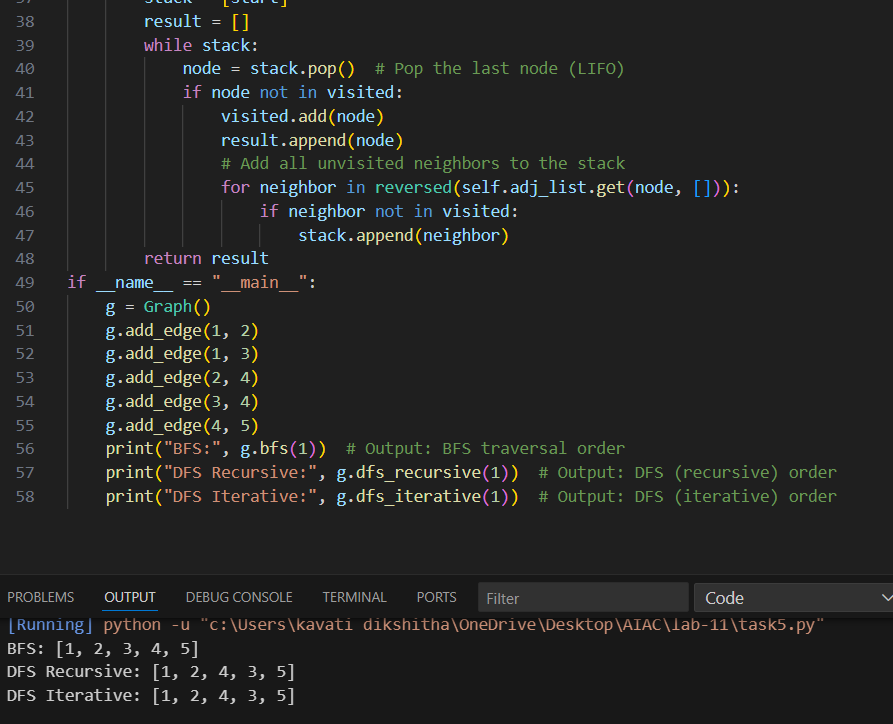 37 stack = [start]
38 result = []
39 while stack:
40 node = stack.pop()  # Pop the last node (LIFO)
41 if node not in visited:
42 visited.add(node)
43 result.append(node)
44 # Add all unvisited neighbors to the stack
45 for neighbor in reversed(self.adj_list.get(node, [])):
46 if neighbor not in visited:
47 stack.append(neighbor)
48 return result
49 if __name__ == "__main__":
50 g = Graph()
51 g.add_edge(1, 2)
52 g.add_edge(1, 3)
53 g.add_edge(2, 4)
54 g.add_edge(3, 4)
55 g.add_edge(4, 5)
56 print("BFS:", g.bfs(1))  # Output: BFS traversal order
57 print("DFS Recursive:", g.dfs_recursive(1))  # Output: DFS (recursive) order
58 print("DFS Iterative:", g.dfs_iterative(1))  # Output: DFS (iterative) order
PROBLEMS OUTPUT DEBUG CONSOLE TERMINAL PORTS Filter Code
[Running] python -u "c:\Users\kavati dikshitha\OneDrive\Desktop\AIAC\lab-11\task5.py"
BFS: [1, 2, 3, 4, 5]
DFS Recursive: [1, 2, 4, 3, 5]
DFS Iterative: [1, 2, 4, 3, 5]